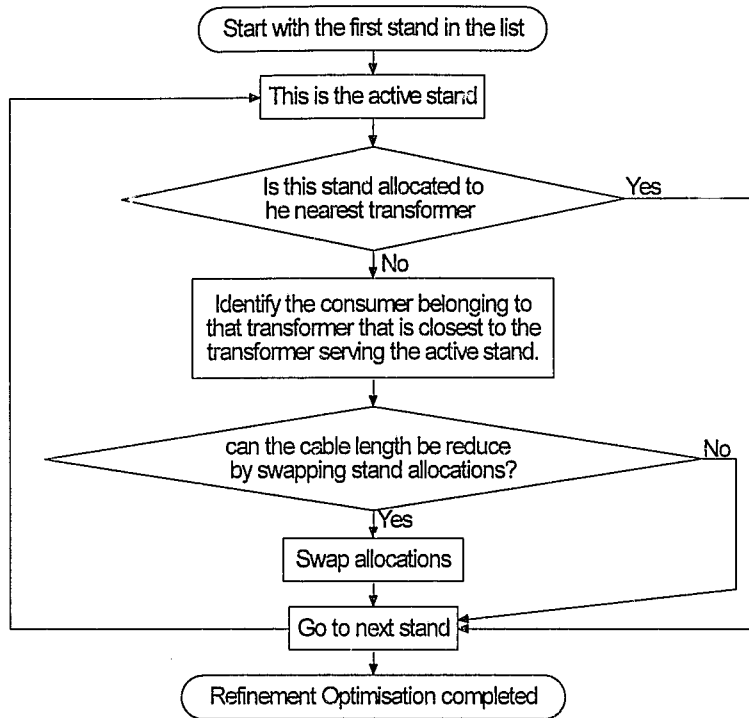 Start with the first stand in the list
This is the active stand
Is this stand allocated to
he nearest transformer
Yes
No
Identify the consumer belonging to
that transformer that is closest to the
transformer serving the active stand.
can the cable length be reduce
by swapping stand allocations?
No
Yes
Swap allocations
Go to next stand
Refinement Optimisation completed